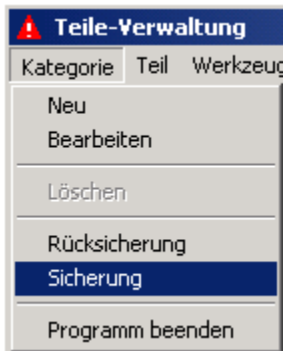 Teile-Verwaltung
Kategorie Teil Werkzeug
Neu
Bearbeiten
Löschen
Rücksicherung
Sicherung
Programm beenden